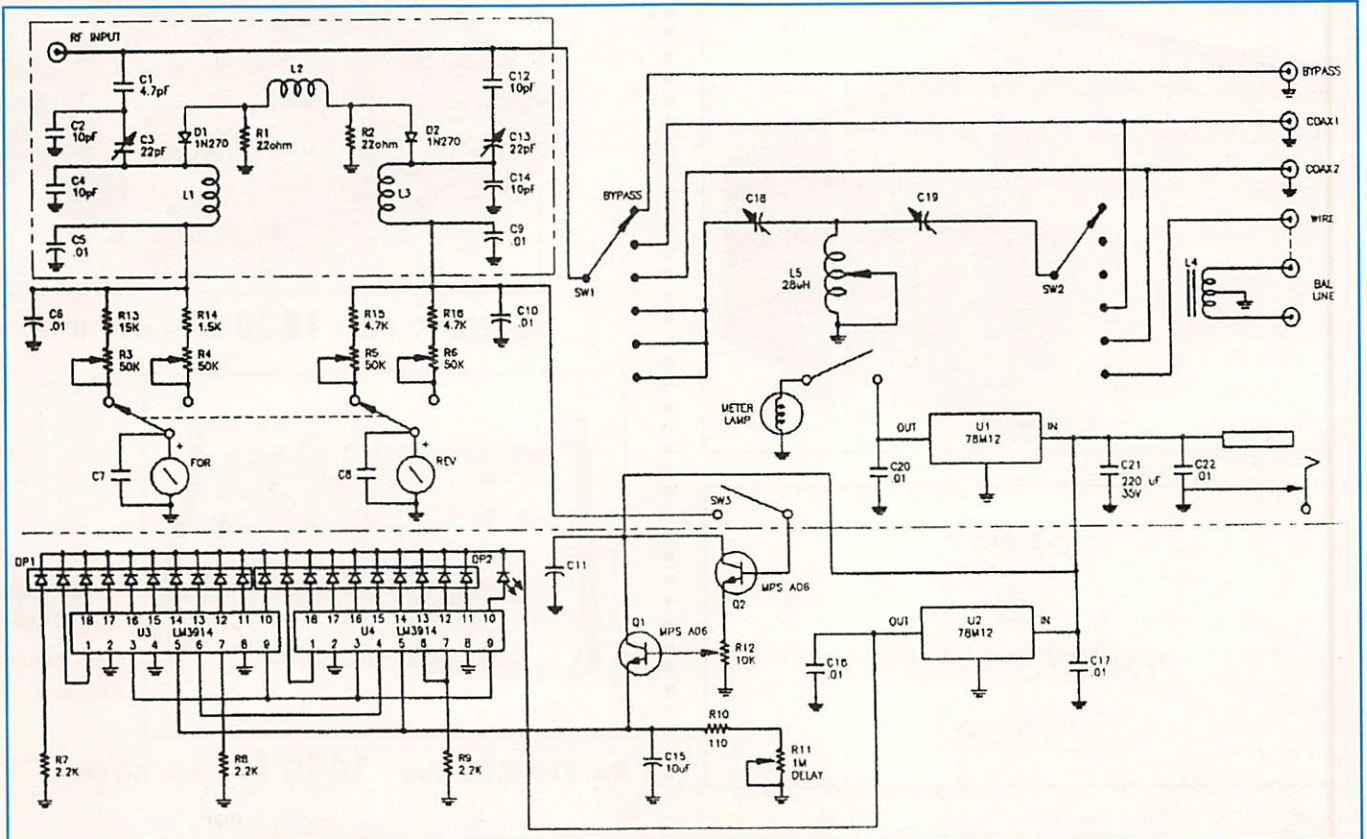 RF INPUT
C1
4.7pF
C2
10pF
C3
22pF
C4
10pF
C5
.01
L1
D1
1N270
R1
22ohm
L2
R2
22ohm
D2
1N270
L3
C12
10pF
C13
22pF
C14
10pF
C9
.01
BYPASS
SW1
C18
C19
L5
28uH
SW2
BYPASS
COAX1
COAX2
WIRE
L4
BAL
LINE
C6
.01
R13
15K
R14
1.5K
R3
50K
R4
50K
R15
4.7K
R16
4.7K
C10
.01
R5
50K
R6
50K
C7
+
FOR
C8
+
REV
METER
LAMP
OUT
U1
78M12
IN
C20
.01
C21
220 uF
35V
C22
.01
SW3
DP1
DP2
18 17 16 15 14 13 12 11 10
U3 LM3914
1 2 3 4 5 6 7 8 9
18 17 16 15 14 13 12 11 10
U4 LM3914
1 2 3 4 5 6 7 8 9
C11
Q2
MPS A06
Q1
MPS A06
R12
10K
OUT
U2
78M12
IN
C16
.01
C17
.01
R7
2.2K
R8
2.2K
R9
2.2K
C15
10uF
R10
110
R11
1M
DELAY